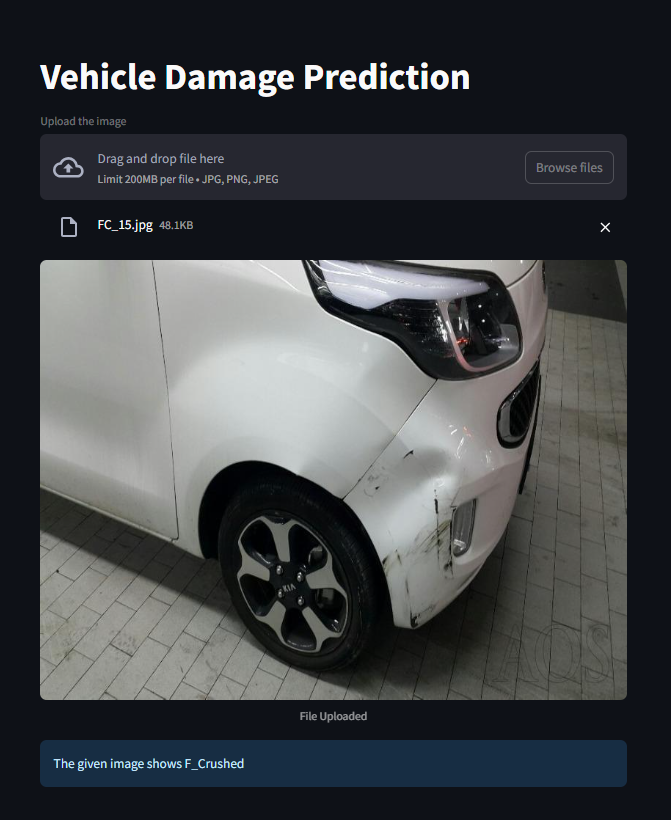 Vehicle Damage Prediction
Upload the image
Drag and drop file here
Limit 200MB per file • JPG, PNG, JPEG
Browse files
FC_15.jpg 48.1KB
KIA
File Uploaded
The given image shows F_Crushed